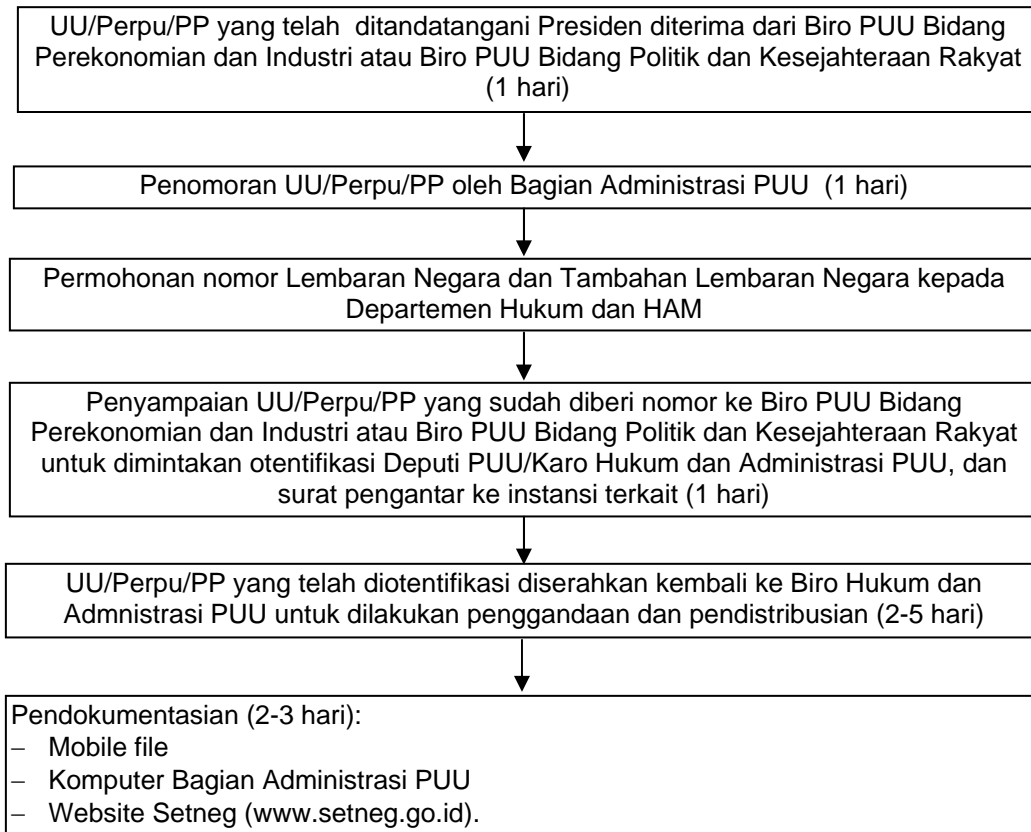 UU/Perpu/PP yang telah ditandatangani Presiden diterima dari Biro PUU Bidang
Perekonomian dan Industri atau Biro PUU Bidang Politik dan Kesejahteraan Rakyat
(1 hari)
Penomoran UU/Perpu/PP oleh Bagian Administrasi PUU (1 hari)
Permohonan nomor Lembaran Negara dan Tambahan Lembaran Negara kepada
Departemen Hukum dan HAM
Penyampaian UU/Perpu/PP yang sudah diberi nomor ke Biro PUU Bidang
Perekonomian dan Industri atau Biro PUU Bidang Politik dan Kesejahteraan Rakyat
untuk dimintakan otentifikasi Deputi PUU/Karo Hukum dan Administrasi PUU, dan
surat pengantar ke instansi terkait (1 hari)
UU/Perpu/PP yang telah diotentifikasi diserahkan kembali ke Biro Hukum dan
Admnistrasi PUU untuk dilakukan penggandaan dan pendistribusian (2-5 hari)
Pendokumentasian (2-3 hari):
– Mobile file
– Komputer Bagian Administrasi PUU
– Website Setneg (www.setneg.go.id).